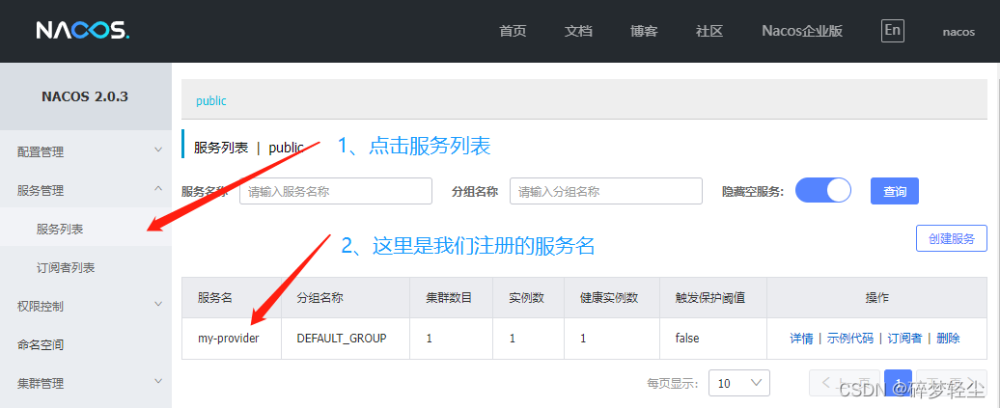 NACOS.
首页 文档 博客 社区 Nacos企业版 En nacos
NACOS 2.0.3
配置管理
服务管理
服务列表
订阅者列表
权限控制
命名空间
集群管理
public
服务列表 | public
1、点击服务列表
服务名称 请输入服务名称 分组名称 请输入分组名称 隐藏空服务: 查询
2、这里是我们注册的服务名
创建服务
服务名 分组名称 集群数目 实例数 健康实例数 触发保护阈值 操作
my-provider DEFAULT_GROUP 1 1 1 false 详情 | 示例代码 | 订阅者 | 删除
每页显示: 10 上一页 1 下一页
CSDN @碎梦轻尘